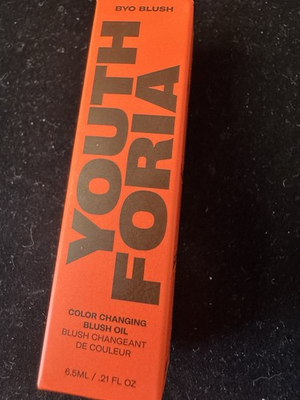 BYO BLUSH
YOUTH
FORIA
COLOR CHANGING
BLUSH OIL
BLUSH CHANGEANT
DE COULEUR
6.5ML / .21 FL OZ